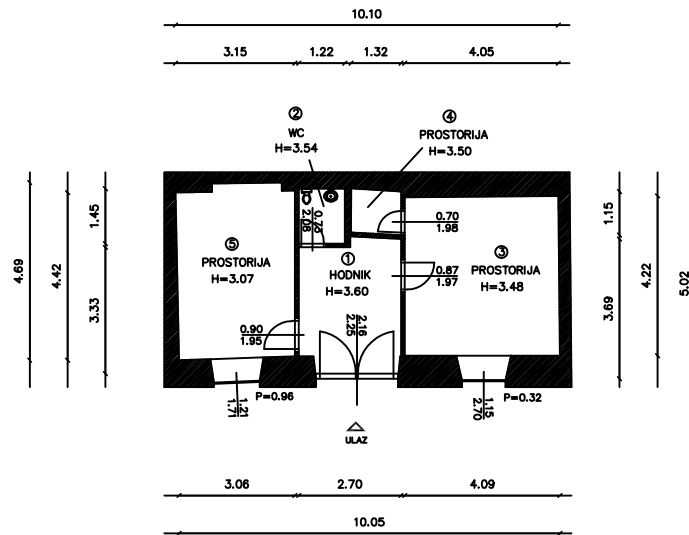 10.10
3.15
1.22
1.32
4.05
②
WC
H=3.54
④
PROSTORIJA
H=3.50
4.69
4.42
1.45
3.33
0.75
2.06
0.70
1.98
1.15
3.69
4.22
5.02
⑤
PROSTORIJA
H=3.07
①
HODNIK
H=3.60
0.87
1.97
③
PROSTORIJA
H=3.48
0.90
1.95
2.16
2.25
1.21
1.71
P=0.96
1.15
2.70
P=0.32
ULAZ
3.06
2.70
4.09
10.05